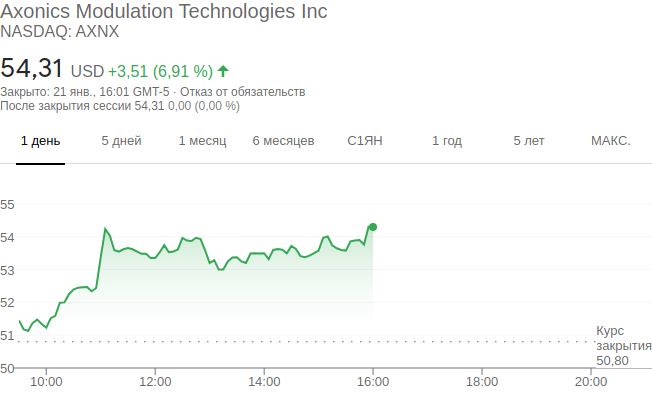 Axonics Modulation Technologies Inc
NASDAQ: AXNX
54,31 USD +3,51 (6,91 %)
Закрыто: 21 янв., 16:01 GMT-5 · Отказ от обязательств
После закрытия сессии 54,31 0,00 (0,00 %)
1 день 5 дней 1 месяц 6 месяцев С1ЯН 1 год 5 лет МАКС.
55
54
53
52
51
50
Курс
закрытия
50,80
10:00 12:00 14:00 16:00 18:00 20:00